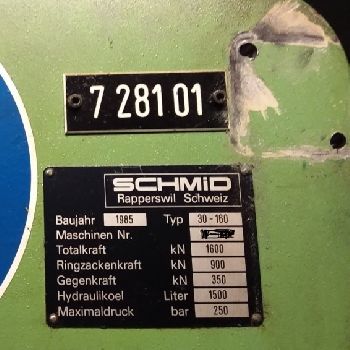 7 281 01
SCHMID
Rapperswil Schweiz
Baujahr 1985 Typ 30-160
Maschinen Nr.
Totalkraft kN 1600
Ringzackenkraft kN 900
Gegenkraft kN 350
Hydraulikoel Liter 1500
Maximaldruck bar 250